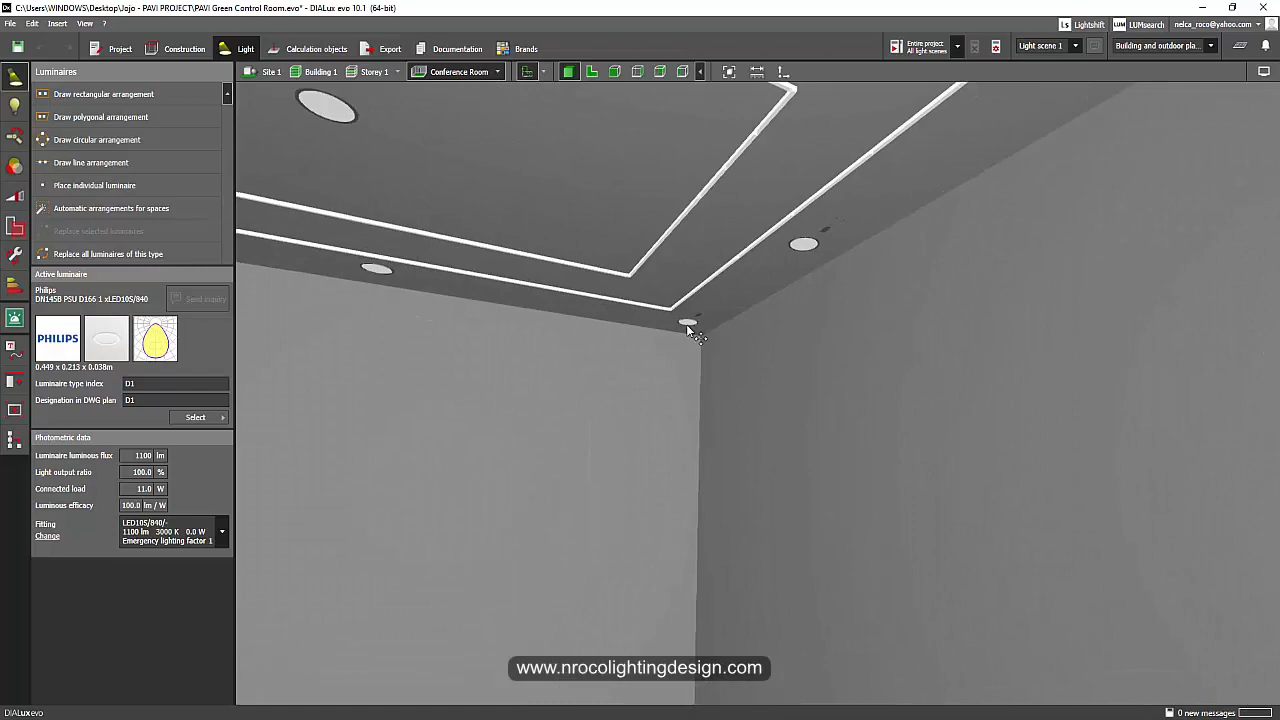 C:\Users\WINDOWS\Desktop\Jojo - PAVI PROJECT\PAVI Green Control Room.evo* - DIALux evo 10.1 (64-bit)
File Edit Insert View ?
Lightshift LUMsearch nelca_roco@yahoo.com
Project Construction Light Calculation objects Export Documentation Brands
Entire project
All light scenes
Light scene 1
Building and outdoor pla...
Luminaires
Site 1 Building 1 Storey 1 Conference Room
Draw rectangular arrangement
Draw polygonal arrangement
Draw circular arrangement
Draw line arrangement
Place individual luminaire
Automatic arrangements for spaces
Replace selected luminaires
Replace all luminaires of this type
Active luminaire
Philips
DN145B PSU D166 1 xLED10S/840
Send inquiry
PHILIPS
0.449 x 0.213 x 0.038m
Luminaire type index D1
Designation in DWG plan D1
Select
Photometric data
Luminaire luminous flux 1100 lm
Light output ratio 100.0 %
Connected load 11.0 W
Luminous efficacy 100.0 lm / W
Fitting
Change
LED10S/840/-
1100 lm 3000 K 0.0 W
Emergency lighting factor 1
www.nrocolightingdesign.com
DIALux evo
0 new messages